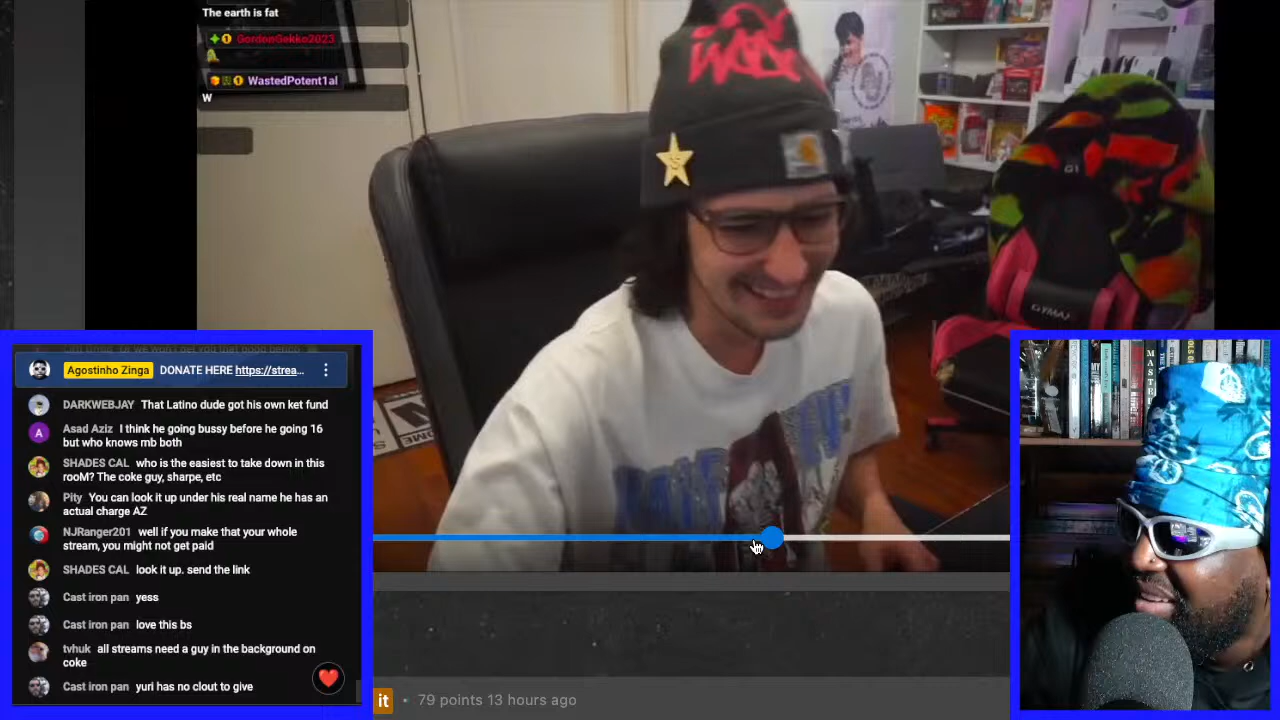 The earth is fat
GordonGekko2023
WastedPotent1al
W
GYMAX
Agostinho Zinga DONATE HERE https://strea...
DARKWEBJAY That Latino dude got his own ket fund
A
Asad Aziz I think he going bussy before he going 16
but who knows mb both
SHADES CAL who is the easiest to take down in this
rooM? The coke guy, sharpe, etc
Pity You can look it up under his real name he has an
actual charge AZ
NJRanger201 well if you make that your whole
stream, you might not get paid
SHADES CAL look it up. send the link
Cast iron pan yess
Cast iron pan love this bs
tvhuk all streams need a guy in the background on
coke
Cast iron pan yuri has no clout to give
it • 79 points 13 hours ago